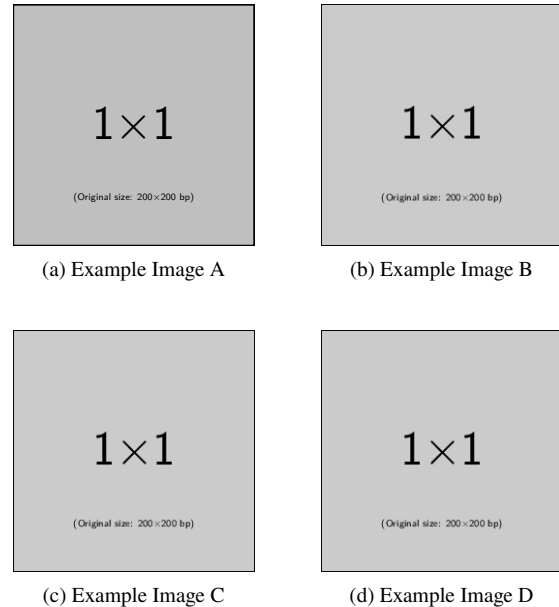 1×1
(Original size: 200×200 bp)
(a) Example Image A
1×1
(Original size: 200×200 bp)
(b) Example Image B
1×1
(Original size: 200×200 bp)
(c) Example Image C
1×1
(Original size: 200×200 bp)
(d) Example Image D